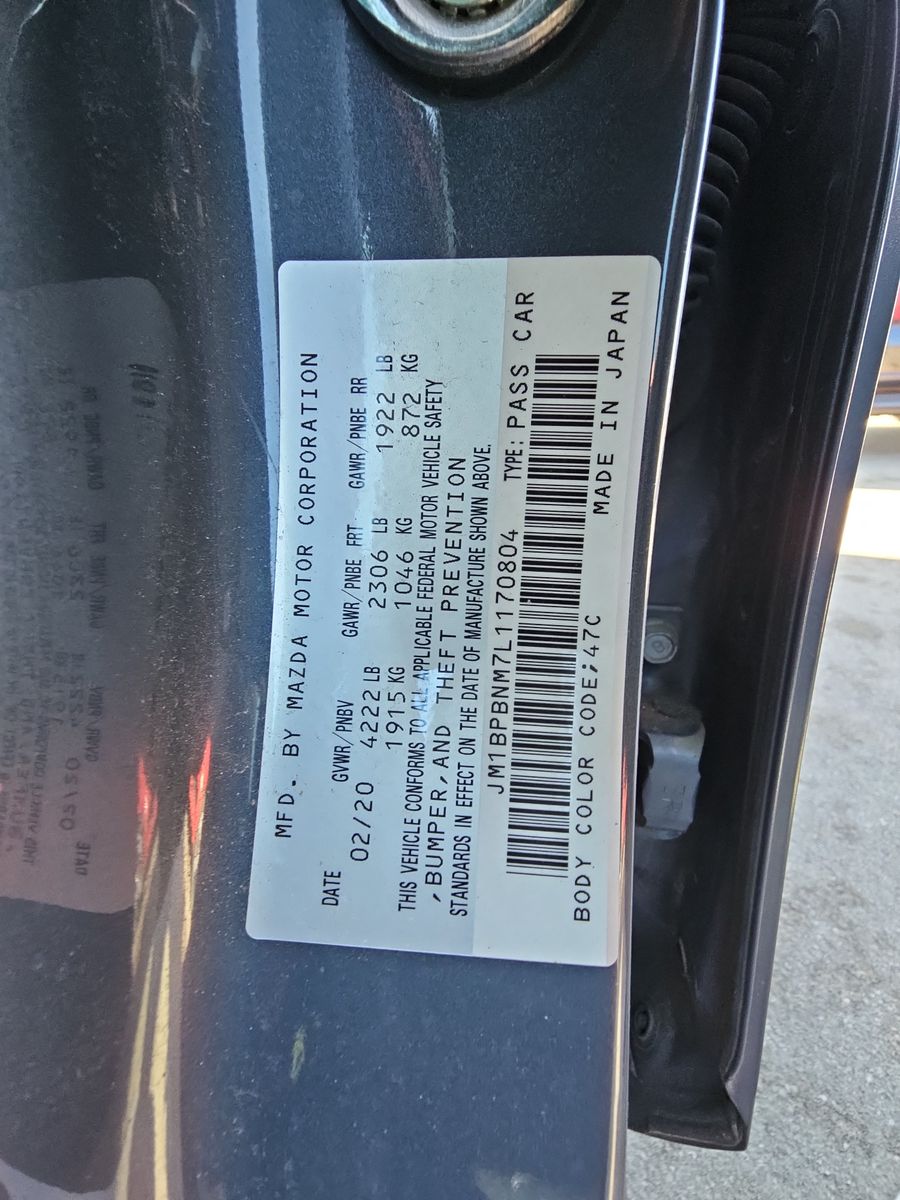 MFD. BY MAZDA MOTOR CORPORATION
DATE GVWR/PNBV GAWR/PNBE FRT GAWR/PNBE RR
02/20 4222 LB 2306 LB 1922 LB
1915 KG 1046 KG 872 KG
THIS VEHICLE CONFORMS TO ALL APPLICABLE FEDERAL MOTOR VEHICLE SAFETY
,BUMPER,AND THEFT PREVENTION
STANDARDS IN EFFECT ON THE DATE OF MANUFACTURE SHOWN ABOVE.
JM1BPBNM7L1170804 TYPE: PASS CAR
BODY COLOR CODE;47C MADE IN JAPAN